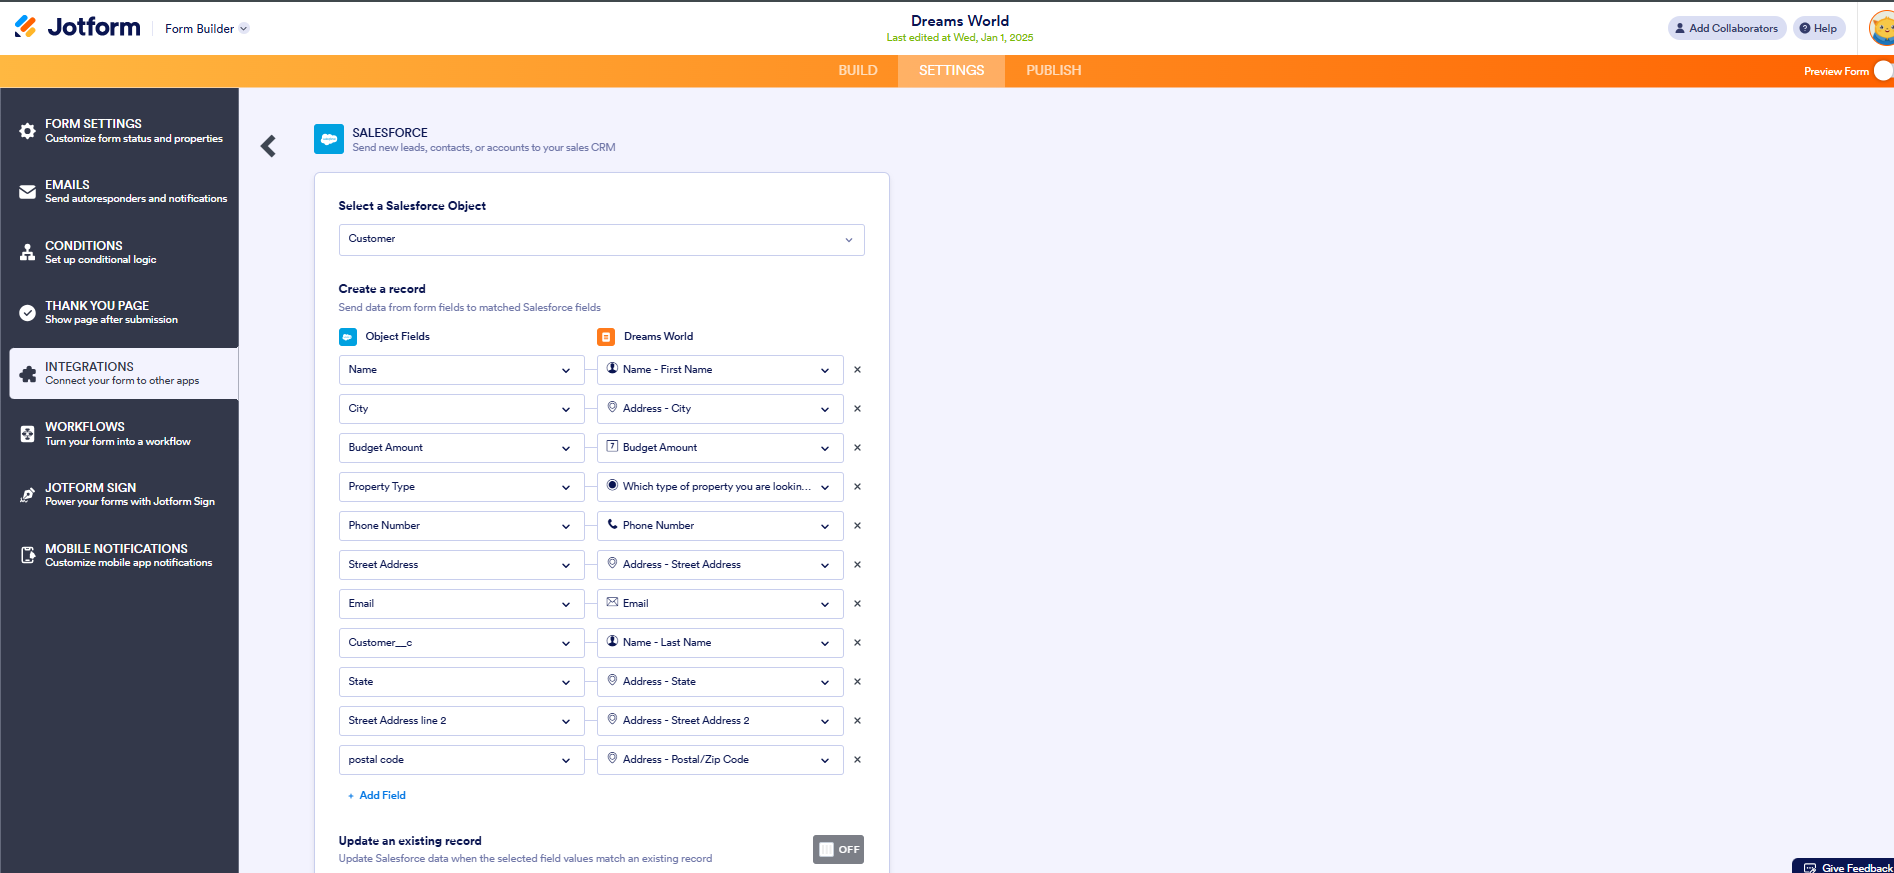 Jotform
Form Builder
Dreams World
Last edited at Wed, Jan 1, 2025
Add Collaborators
Help
BUILD
SETTINGS
PUBLISH
Preview Form
FORM SETTINGS
Customize form status and properties
EMAILS
Send autoresponders and notifications
CONDITIONS
Set up conditional logic
THANK YOU PAGE
Show page after submission
INTEGRATIONS
Connect your form to other apps
WORKFLOWS
Turn your form into a workflow
JOTFORM SIGN
Power your forms with Jotform Sign
MOBILE NOTIFICATIONS
Customize mobile app notifications
SALESFORCE
Send new leads, contacts, or accounts to your sales CRM
Select a Salesforce Object
Customer
Create a record
Send data from form fields to matched Salesforce fields
Object Fields Dreams World
Name Name - First Name
City Address - City
Budget Amount 7 Budget Amount
Property Type Which type of property you are lookin...
Phone Number Phone Number
Street Address Address - Street Address
Email Email
Customer__c Name - Last Name
State Address - State
Street Address line 2 Address - Street Address 2
postal code Address - Postal/Zip Code
+ Add Field
Update an existing record
Update Salesforce data when the selected field values match an existing record
OFF
Give Feedback